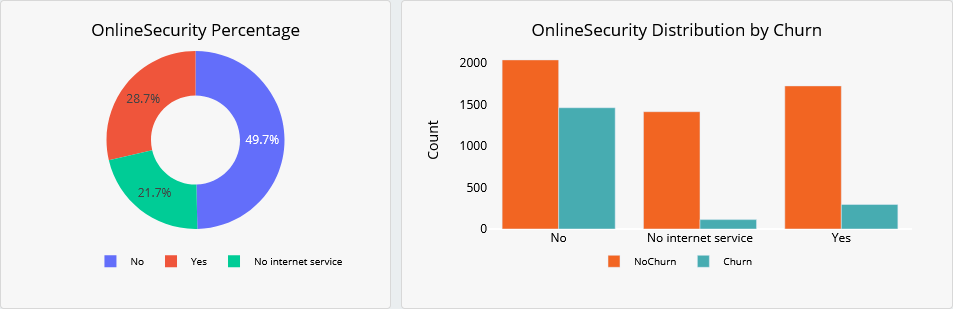 OnlineSecurity Percentage
28.7%
49.7%
21.7%
No
Yes
No internet service
OnlineSecurity Distribution by Churn
Count
2000
1500
1000
500
0
No
No internet service
Yes
NoChurn
Churn